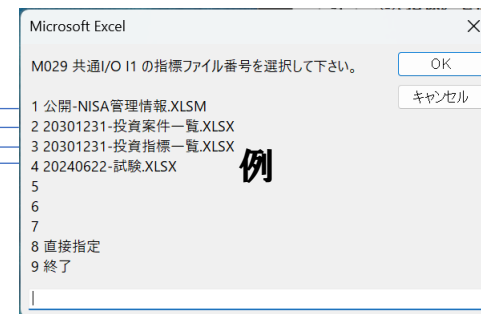 Microsoft Excel
M029 共通I/O I1 の指標ファイル番号を選択して下さい。
OK
キャンセル
1 公開-NISA管理情報.XLSM
2 20301231-投資案件一覧.XLSX
3 20301231-投資指標一覧.XLSX
4 20240622-試験.XLSX
例
5
6
7
8 直接指定
9 終了